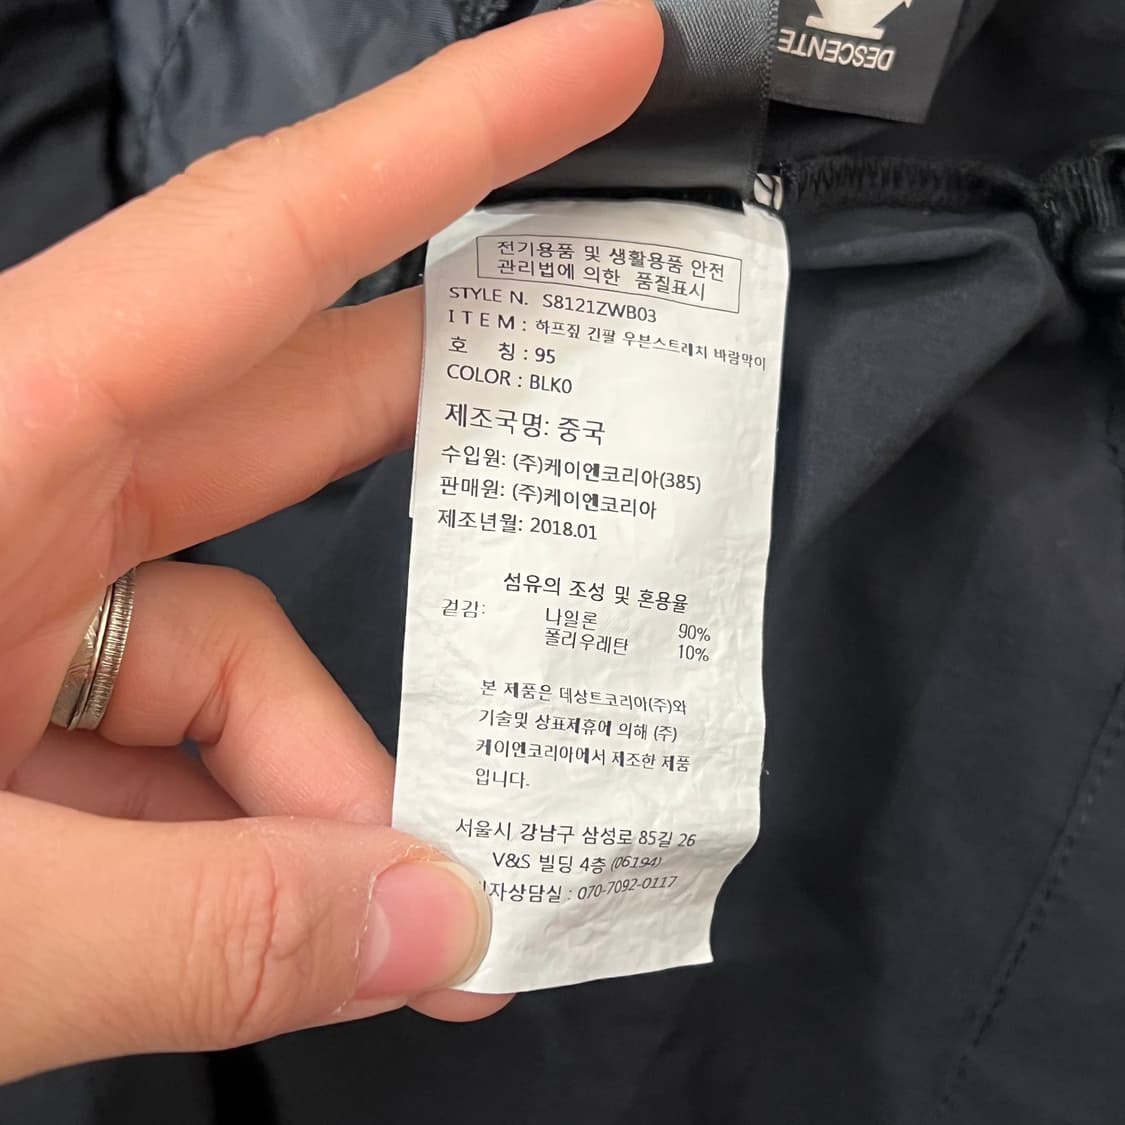 DESCENTE
전기용품 및 생활용품 안전
관리법에 의한 품질표시
STYLE N. S8121ZWB03
ITEM : 하프짚 긴팔 우븐스트레치 바람막이
호 칭 : 95
COLOR : BLK0
제조국명: 중국
수입원: (주)케이엔코리아(385)
판매원: (주)케이엔코리아
제조년월: 2018.01
섬유의 조성 및 혼용율
겉감: 나일론 90%
폴리우레탄 10%
본 제품은 데상트코리아(주)와
기술및 상표제휴에 의해 (주)
케이엔코리아에서 제조한 제품
입니다.
서울시 강남구 삼성로 85길 26
V&S 빌딩 4층 (06194)
자상담실 : 070-7092-0117